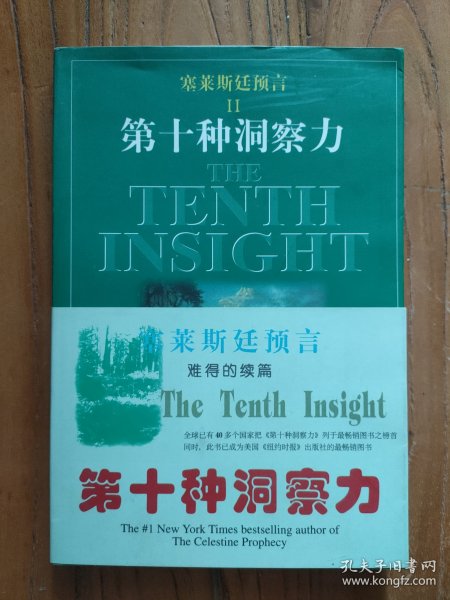 塞莱斯廷预言
II
第十种洞察力
THE
TENTH
INSIGHT
塞莱斯廷预言
难得的续篇
The Tenth Insight
全球已有40多个国家把《第十种洞察力》列于最畅销图书之榜首
同时，此书已成为美国《纽约时报》出版社的最畅销图书
第十种洞察力
The #1 New York Times bestselling author of
The Celestine Prophecy
孔夫子旧书网
www.kongfz.com